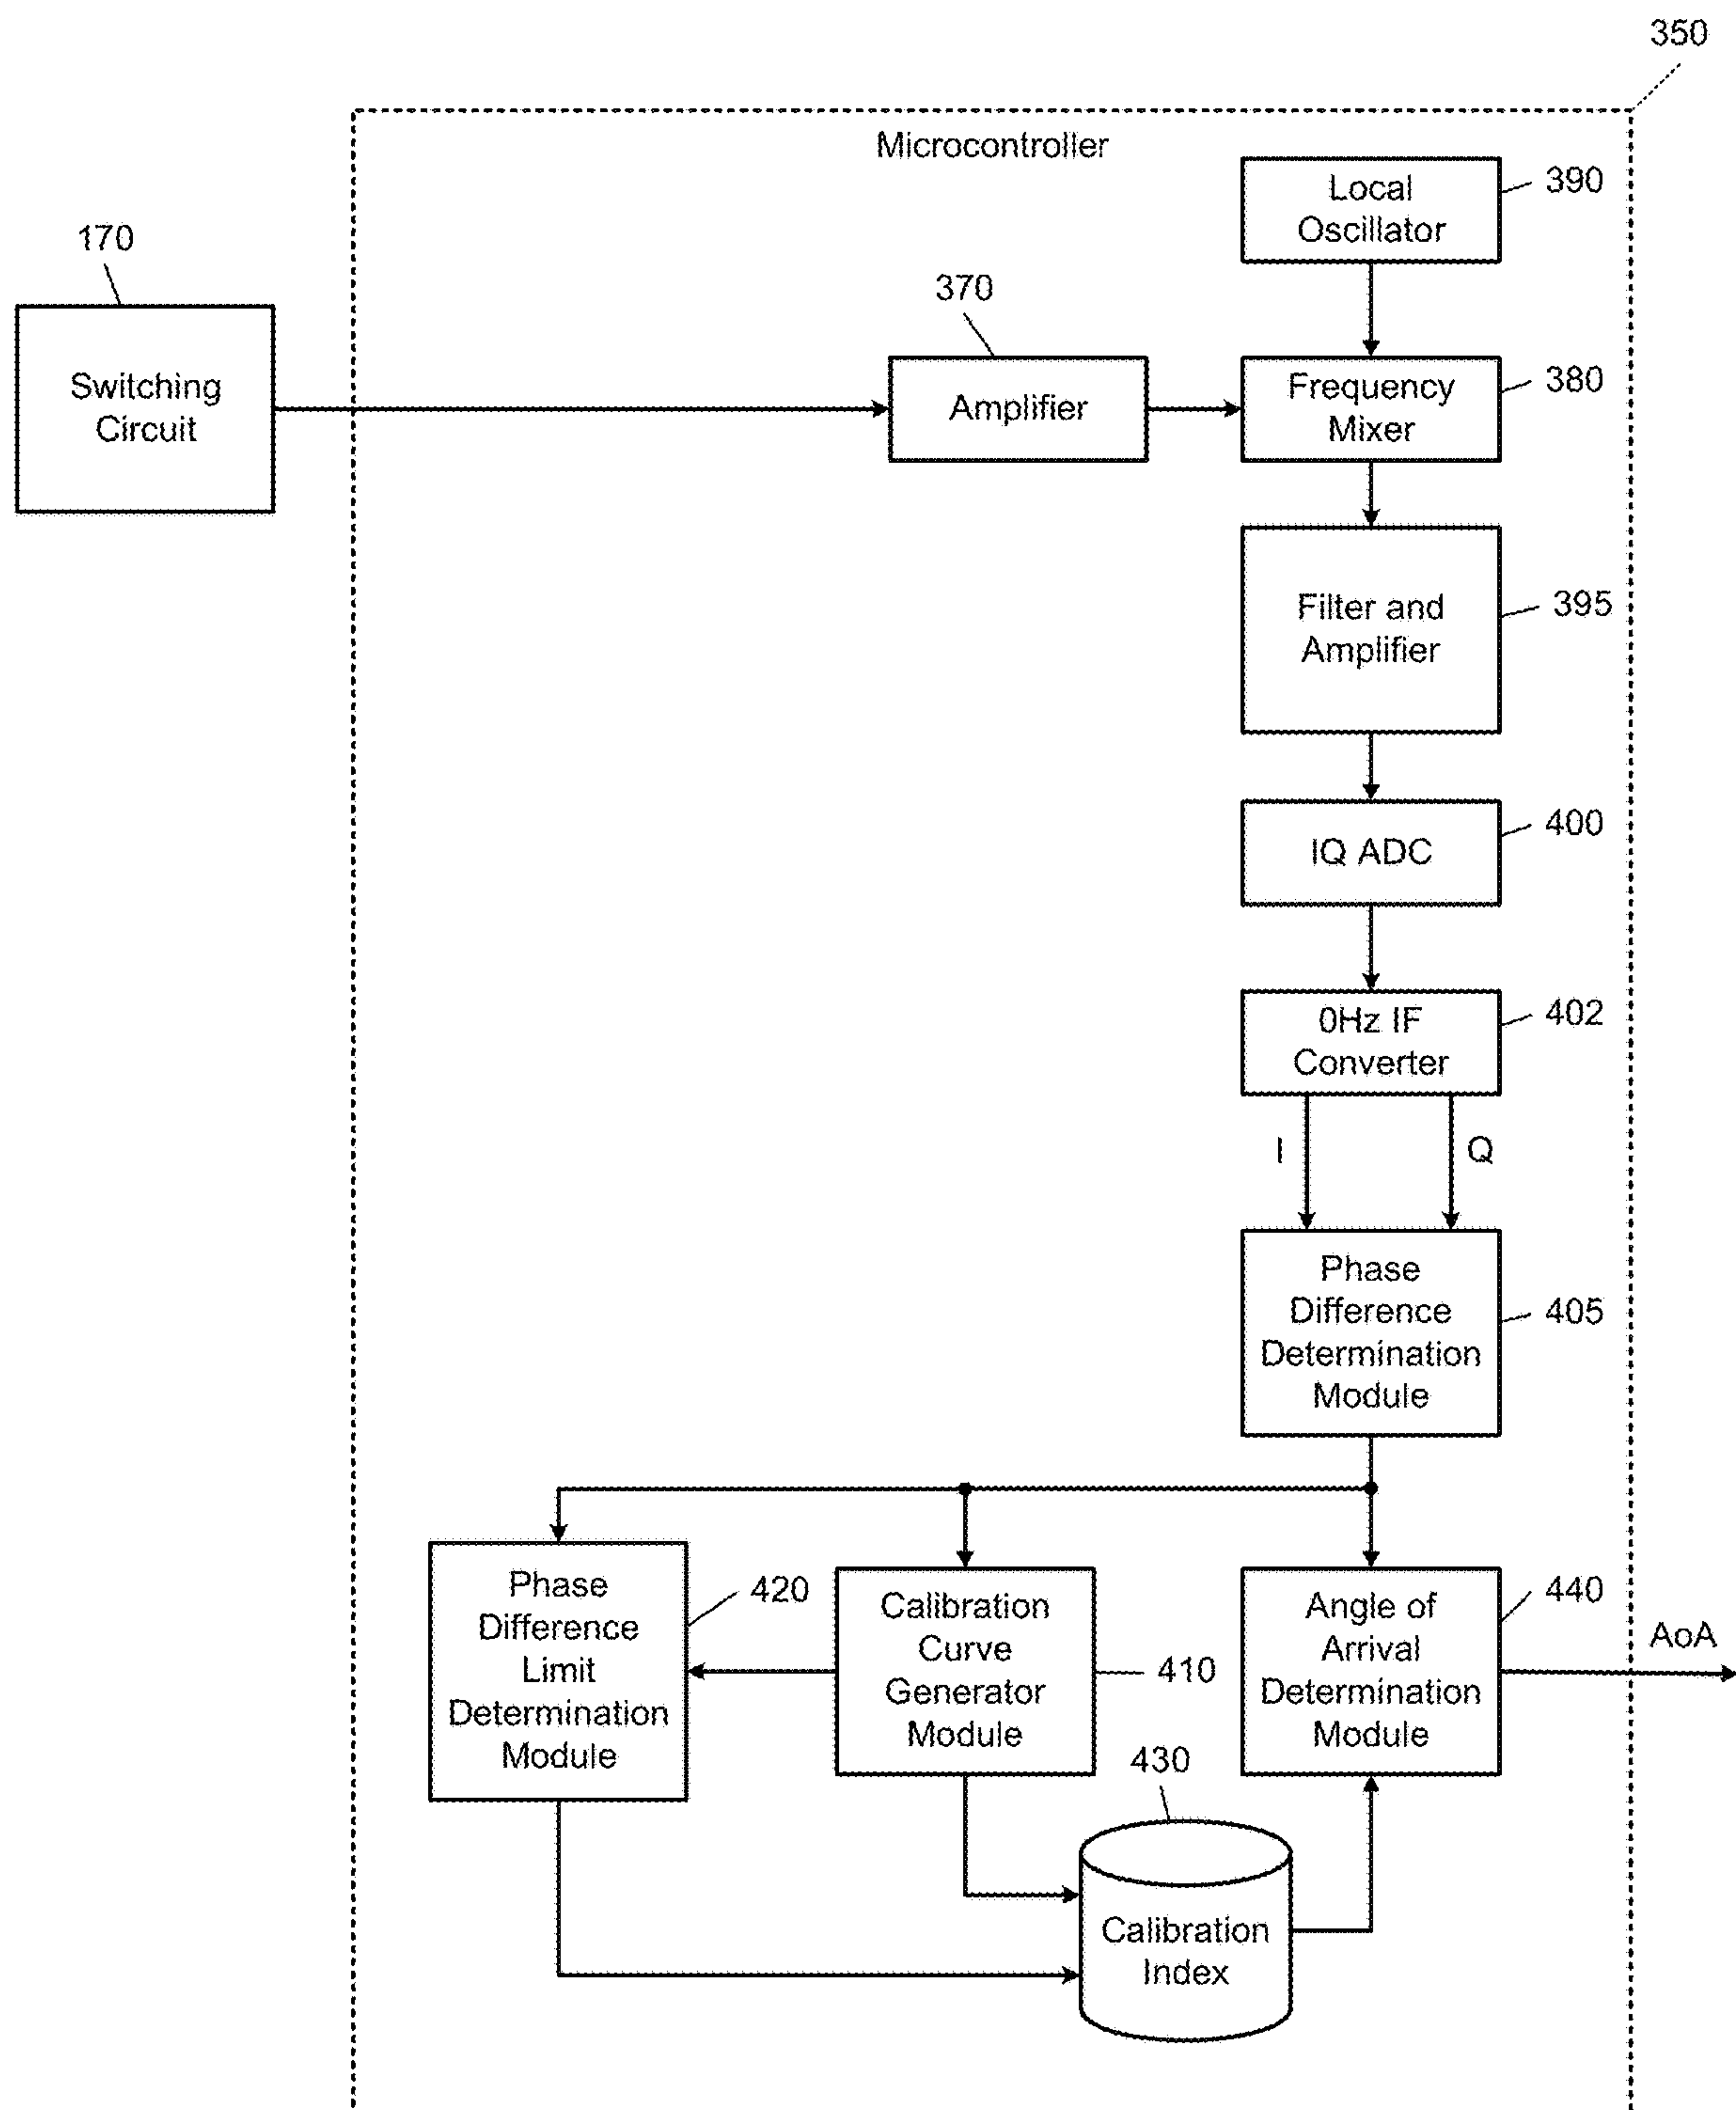 350
Microcontroller
Local
Oscillator
390
170
Switching
Circuit
370
Amplifier
Frequency
Mixer
380
Filter and
Amplifier
395
IQ ADC
400
0Hz IF
Converter
402
I
Q
Phase
Difference
Determination
Module
405
Phase
Difference
Limit
Determination
Module
420
Calibration
Curve
Generator
Module
410
Angle of
Arrival
Determination
Module
440
AoA
430
Calibration
Index